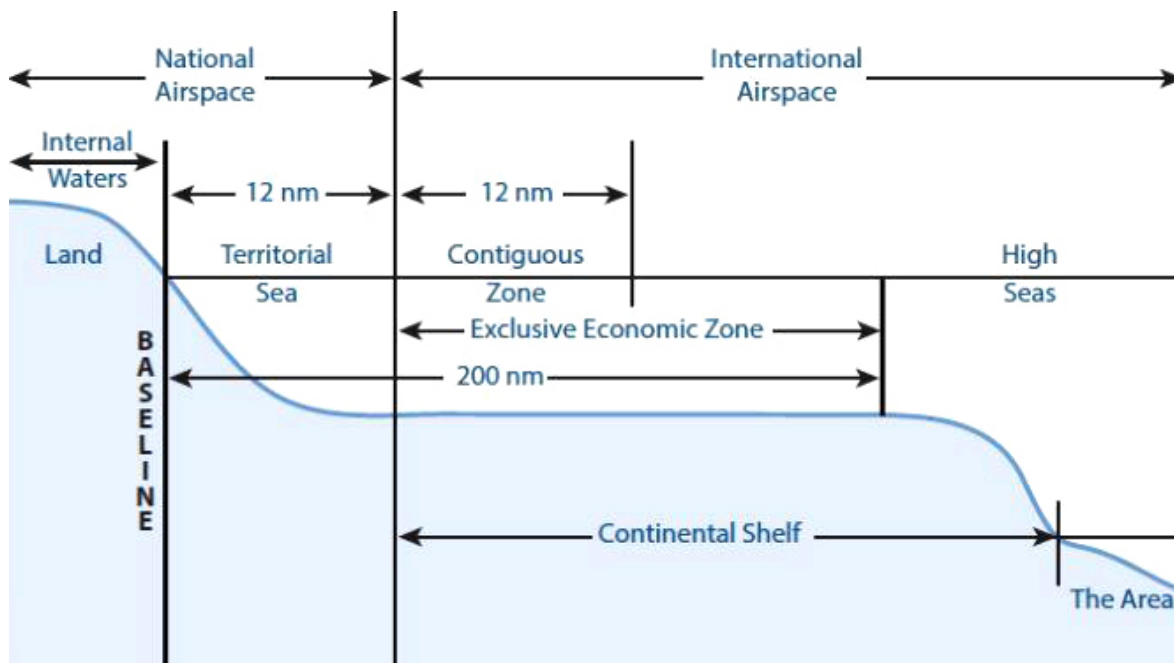 National
Airspace
International
Airspace
Internal
Waters
12 nm
12 nm
Land
Territorial
Sea
Contiguous
Zone
High
Seas
Exclusive Economic Zone
200 nm
BASELINE
Continental Shelf
The Area